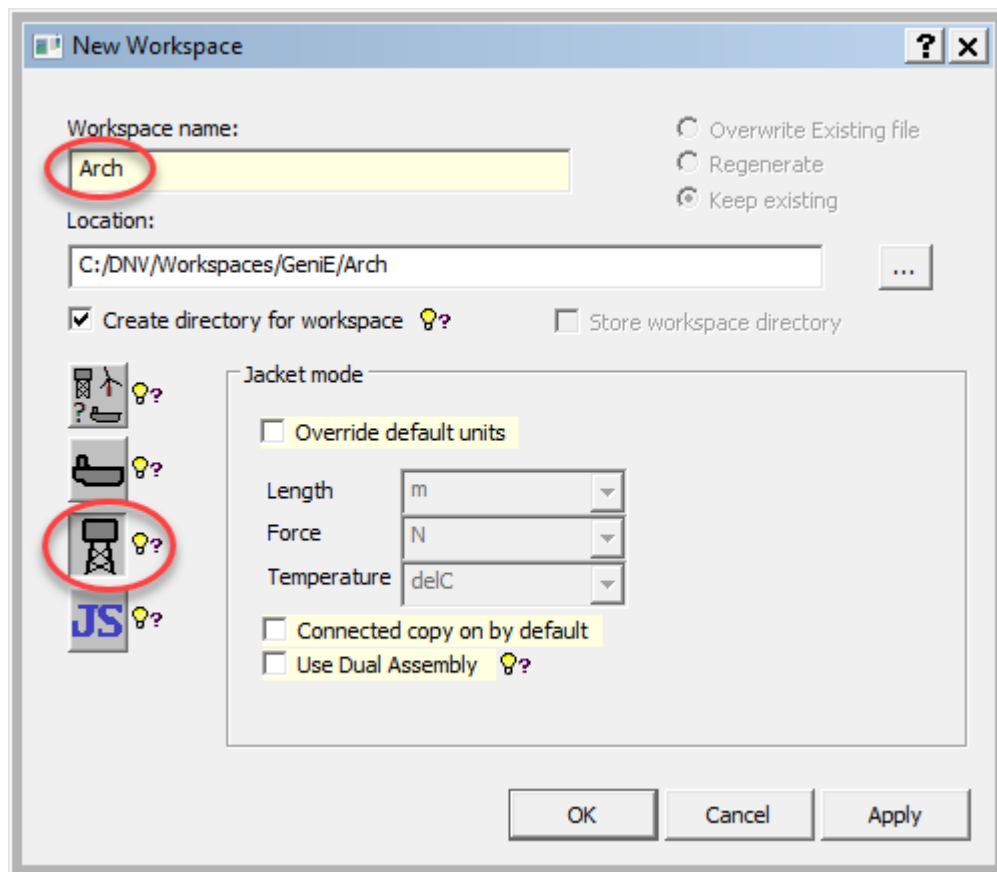 New Workspace
Workspace name:
Arch
Overwrite Existing file
Regenerate
Keep existing
Location:
C:/DNV/Workspaces/GeniE/Arch
...
Create directory for workspace ?
Store workspace directory
?
?
?
?
JS ?
Jacket mode
Override default units
Length m
Force N
Temperature delC
Connected copy on by default
Use Dual Assembly ?
OK Cancel Apply